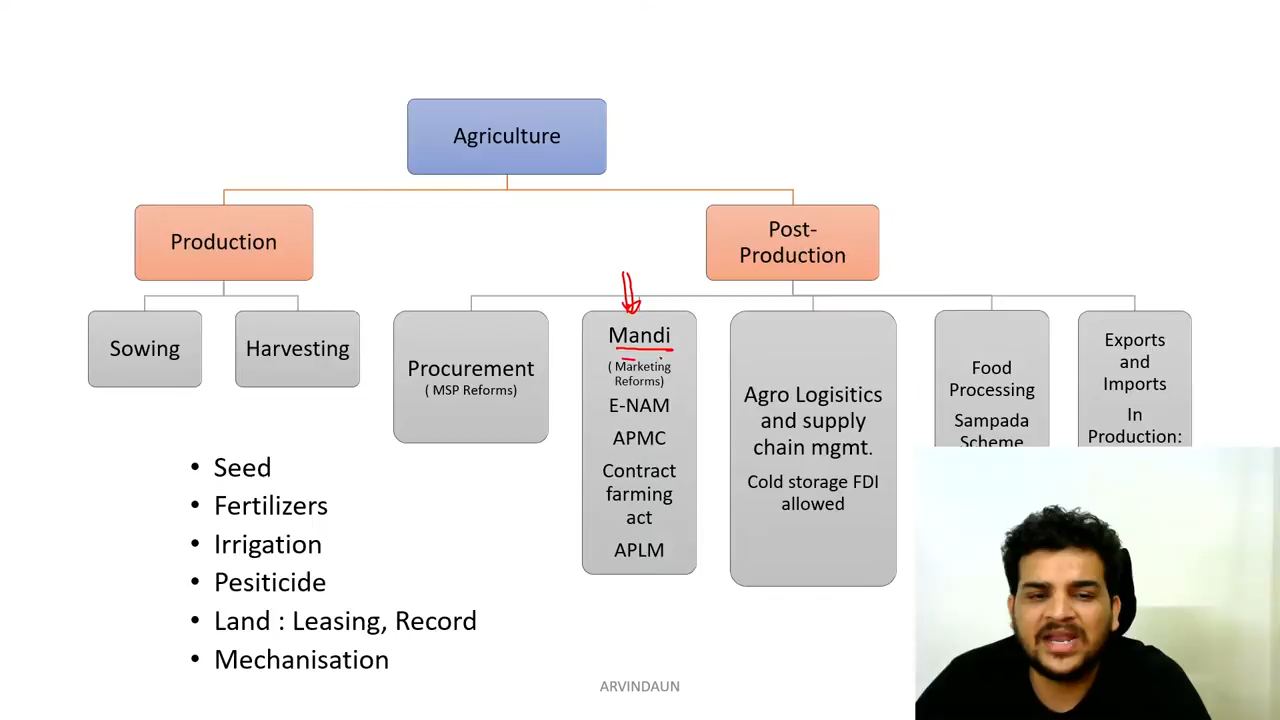 Agriculture
Production
Post-
Production
Sowing
Harvesting
Procurement
( MSP Reforms)
Mandi
( Marketing
Reforms)
E-NAM
APMC
Contract
farming
act
APLM
Agro Logisitics
and supply
chain mgmt.
Cold storage FDI
allowed
Food
Processing
Sampada
Scheme
Exports
and
Imports
In
Production:
• Seed
• Fertilizers
• Irrigation
• Pesiticide
• Land : Leasing, Record
• Mechanisation
ARVINDAUN